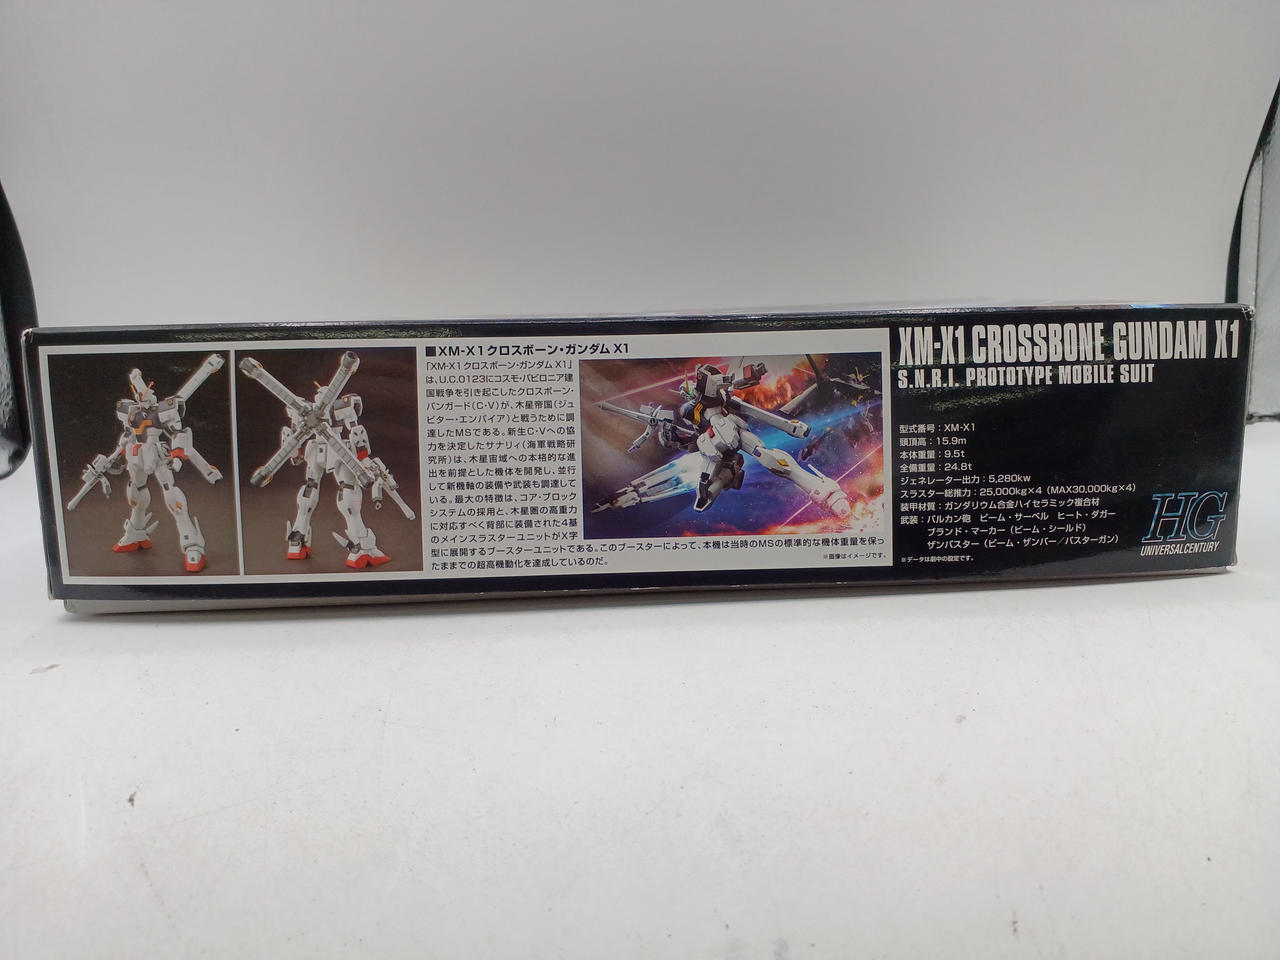 ■XM-X1 クロスボーン・ガンダム X1
「XM-X1 クロスボーン・ガンダム X1」
は、U.C.0123にコスモ・バビロニア建
国戦争を引き起こしたクロスボーン・
バンガード(C・V)が、木星帝国(ジュ
ピター・エンパイア)と戦うために調
達したMSである。新生C・Vへの協
力を決定したサナリィ(海軍戦略研
究所)は、木星宙域への本格的な進
出を前提とした機体を開発し、並行
して新機軸の装備や武装も調達して
いる。最大の特徴は、コア・ブロック
システムの採用と、木星圏の高重力
に対応すべく背部に装備された4基
のメインスラスターユニットがX字
型に展開するブースターユニットである。このブースターによって、本機は当時のMSの標準的な機体重量を保っ
たままでの超高機動化を達成しているのだ。
※画像はイメージです。
XM-X1 CROSSBONE GUNDAM X1
S.N.R.I. PROTOTYPE MOBILE SUIT
型式番号：XM-X1
頭頂高：15.9m
本体重量：9.5t
全備重量：24.8t
ジェネレーター出力：5,280kw
スラスター総推力：25,000kg×4 (MAX30,000kg×4)
装甲材質：ガンダリウム合金ハイセラミック複合材
武装：バルカン砲 ビーム・サーベル ヒート・ダガー
ブランド・マーカー(ビーム・シールド)
ザンバスター(ビーム・ザンバー/バスターガン)
※データは劇中の設定です。
HG
UNIVERSAL CENTURY